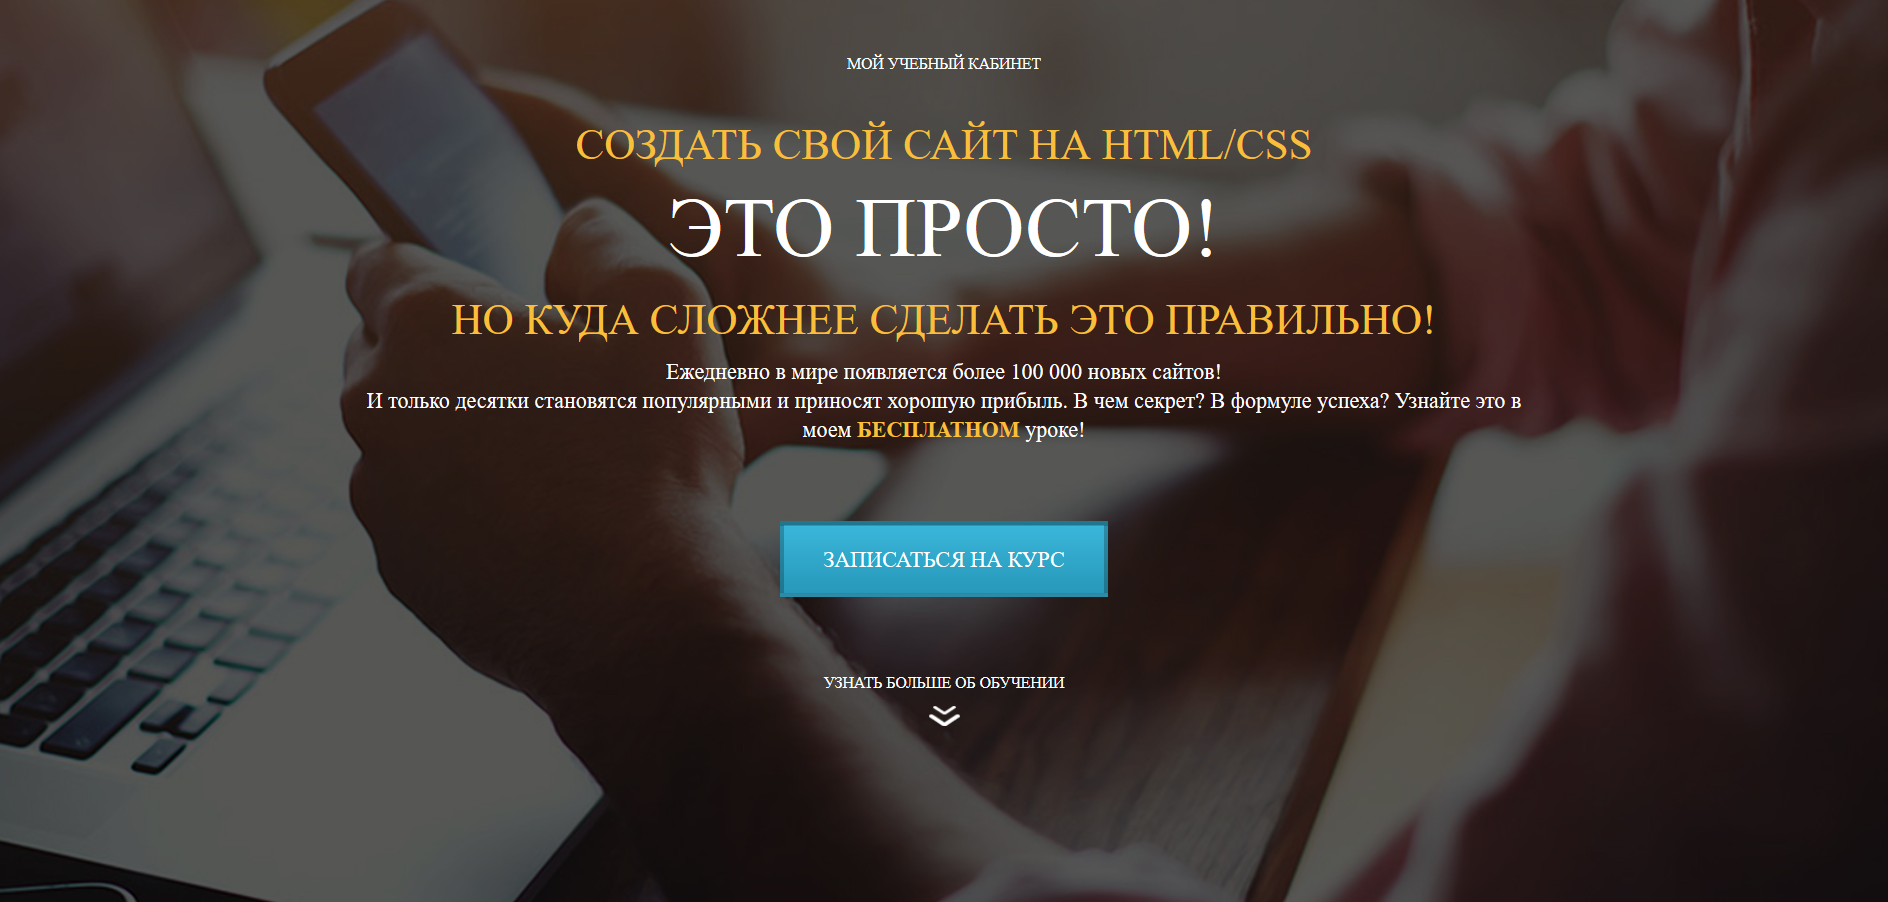 МОЙ УЧЕБНЫЙ КАБИНЕТ
СОЗДАТЬ СВОЙ САЙТ НА HTML/CSS
ЭТО ПРОСТО!
НО КУДА СЛОЖНЕЕ СДЕЛАТЬ ЭТО ПРАВИЛЬНО!
Ежедневно в мире появляется более 100 000 новых сайтов!
И только десятки становятся популярными и приносят хорошую прибыль. В чем секрет? В формуле успеха? Узнайте это в
моем БЕСПЛАТНОМ уроке!
ЗАПИСАТЬСЯ НА КУРС
УЗНАТЬ БОЛЬШЕ ОБ ОБУЧЕНИИ